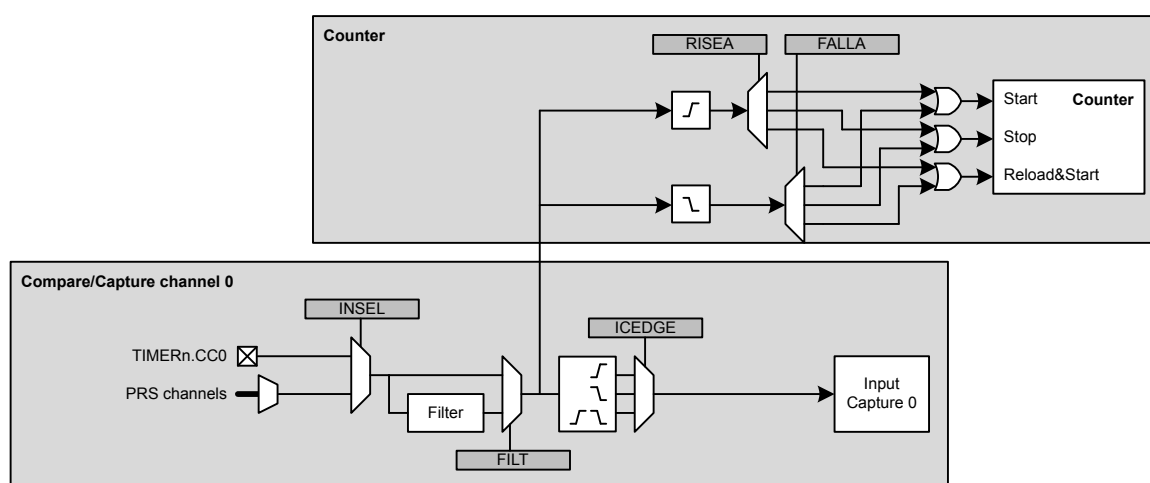 Counter
RISEA
FALLA
Start
Counter
Stop
Reload&Start
Compare/Capture channel 0
INSEL
ICEDGE
TIMERn.CC0
PRS channels
Filter
Input
Capture 0
FILT